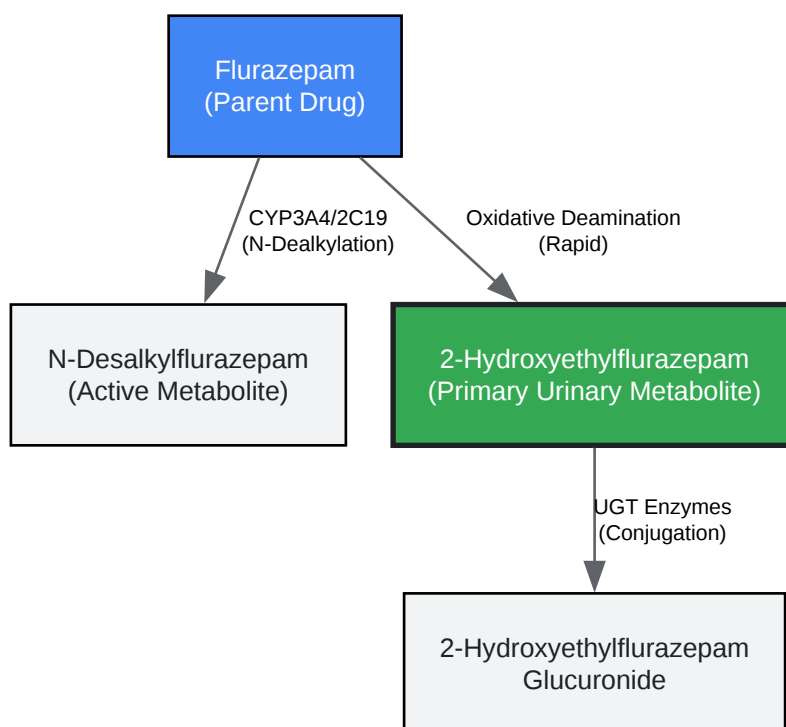 Flurazepam
(Parent Drug)
CYP3A4/2C19
(N-Dealkylation)
Oxidative Deamination
(Rapid)
N-Desalkylflurazepam
(Active Metabolite)
2-Hydroxyethylflurazepam
(Primary Urinary Metabolite)
UGT Enzymes
(Conjugation)
2-Hydroxyethylflurazepam
Glucuronide